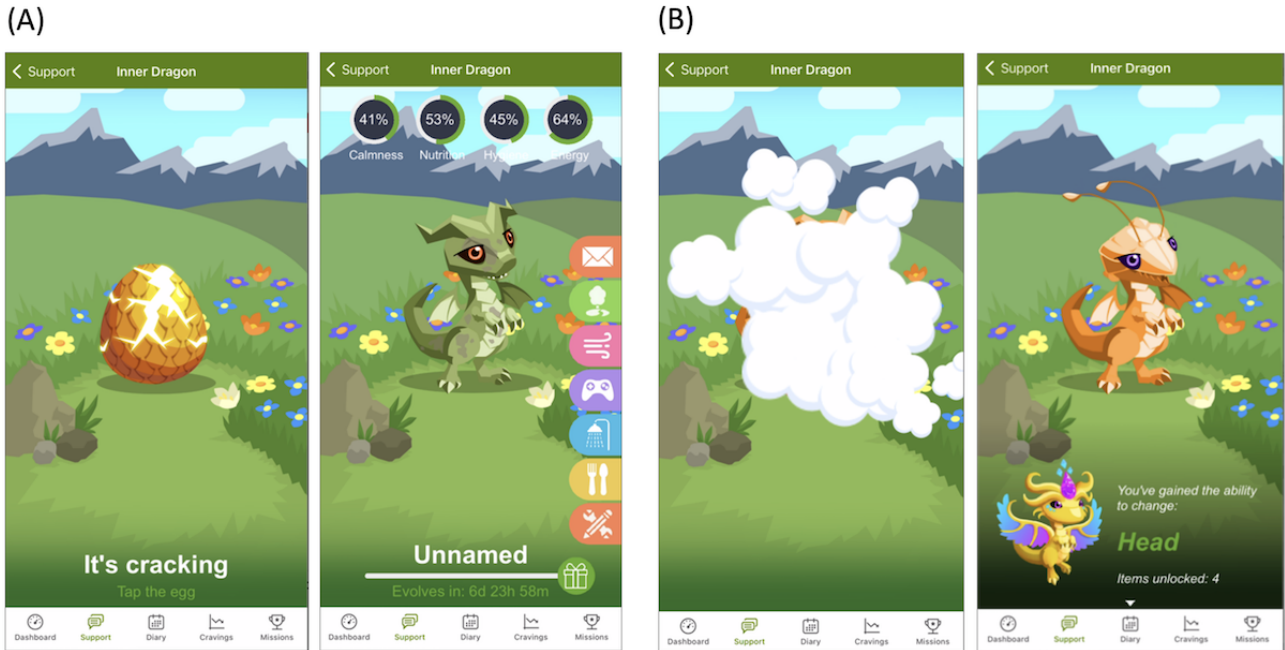 (A)
(B)
Support
Inner Dragon
It's cracking
Tap the egg
Dashboard
Support
Diary
Cravings
Missions
Support
Inner Dragon
41%
53%
45%
64%
Calmness
Nutrition
Energy
Unnamed
Evolves in: 6d 23h 58m
Dashboard
Support
Diary
Cravings
Missions
Support
Inner Dragon
Dashboard
Support
Diary
Cravings
Missions
Support
Inner Dragon
You've gained the ability
to change:
Head
Items unlocked: 4
Dashboard
Support
Diary
Cravings
Missions